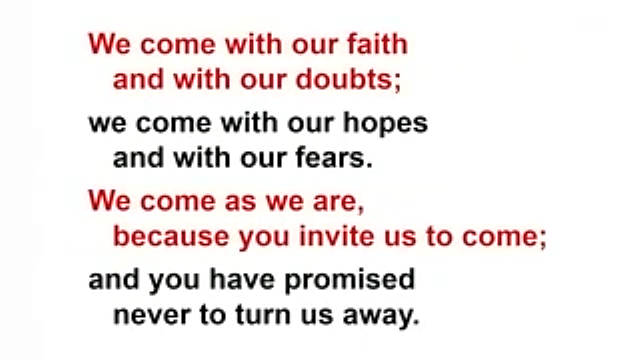 We come with our faith
and with our doubts;
we come with our hopes
and with our fears.
We come as we are,
because you invite us to come;
and you have promised
never to turn us away.